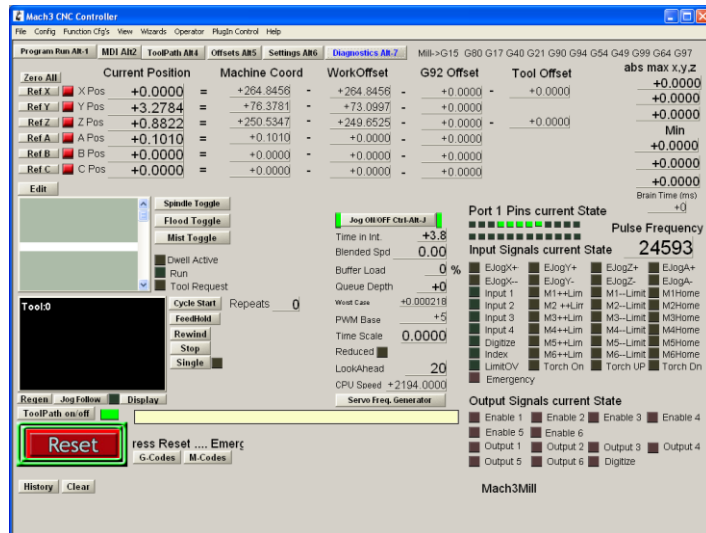 Mach3 CNC Controller
File Config Function Cfg's View Wizards Operator PlugIn Control Help
Program Run Alt-1 MDI Alt2 ToolPath Alt4 Offsets Alt5 Settings Alt6 Diagnostics Alt-7 Mill->G15 G80 G17 G40 G21 G90 G94 G54 G49 G99 G64 G97
Zero All Current Position Machine Coord WorkOffset G92 Offset Tool Offset abs max x,y,z
Ref X X Pos +0.0000 = +264.8456 - +264.8456 - +0.0000 - +0.0000 +0.0000
Ref Y Y Pos +3.2784 = +76.3781 - +73.0997 - +0.0000 +0.0000
Ref Z Z Pos +0.8822 = +250.5347 - +249.6525 - +0.0000 - +0.0000 +0.0000
Min
Ref A A Pos +0.1010 = +0.1010 - +0.0000 - +0.0000 +0.0000
Ref B B Pos +0.0000 = +0.0000 - +0.0000 - +0.0000 +0.0000
Ref C C Pos +0.0000 = +0.0000 - +0.0000 - +0.0000 +0.0000
Edit
Brain Time (ms)
+0
Spindle Toggle
Flood Toggle
Mist Toggle
Dwell Active
Run
Tool Request
Tool:0
Cycle Start Repeats 0
FeedHold
Rewind
Stop
Single
Regen Jog Follow Display
ToolPath on/off
Jog ON/OFF Ctrl-Alt-J
Time in Int. +3.8
Blended Spd 0.00
Buffer Load 0 %
Queue Depth +0
Worst Case +0.000218
PWM Base +5
Time Scale 0.0000
Reduced
LookAhead 20
CPU Speed +2194.0000
Servo Freq. Generator
Port 1 Pins current State
Pulse Frequency
Input Signals current State 24593
EJogX+ EJogY+ EJogZ+ EJogA+
EJogX-- EJogY- EJogZ- EJogA-
Input 1 M1++Lim M1--Limit M1Home
Input 2 M2 ++Lim M2--Limit M2Home
Input 3 M3++Lim M3--Limit M3Home
Input 4 M4++Lim M4--Limit M4Home
Digitize M5++Lim M5--Limit M5Home
Index M6++Lim M6--Limit M6Home
LimitOV Torch On Torch UP Torch Dn
Emergency
Output Signals current State
Enable 1 Enable 2 Enable 3 Enable 4
Enable 5 Enable 6
Output 1 Output 2 Output 3 Output 4
Output 5 Output 6 Digitize
Reset
ress Reset .... Emerg
G-Codes M-Codes
History Clear
Mach3Mill